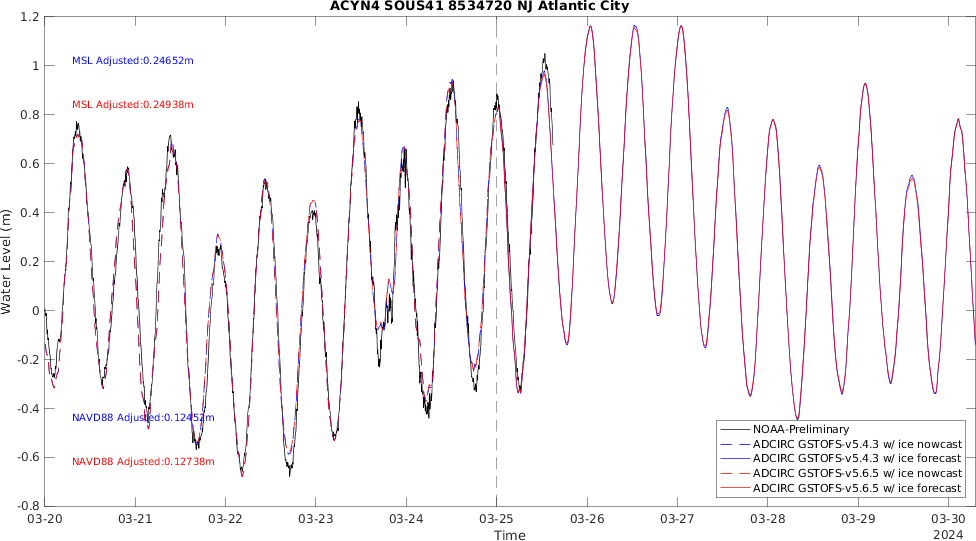 ACYN4 SOUS41 8534720 NJ Atlantic City
1.2
1
0.8
0.6
0.4
0.2
0
-0.2
-0.4
-0.6
-0.8
Water Level (m)
MSL Adjusted:0.24652m
MSL Adjusted:0.24938m
NAVD88 Adjusted:0.12452m
NAVD88 Adjusted:0.12738m
NOAA-Preliminary
ADCIRC GSTOFS-v5.4.3 w/ ice nowcast
ADCIRC GSTOFS-v5.4.3 w/ ice forecast
ADCIRC GSTOFS-v5.6.5 w/ ice nowcast
ADCIRC GSTOFS-v5.6.5 w/ ice forecast
03-20 03-21 03-22 03-23 03-24 03-25 03-26 03-27 03-28 03-29 03-30
Time 2024